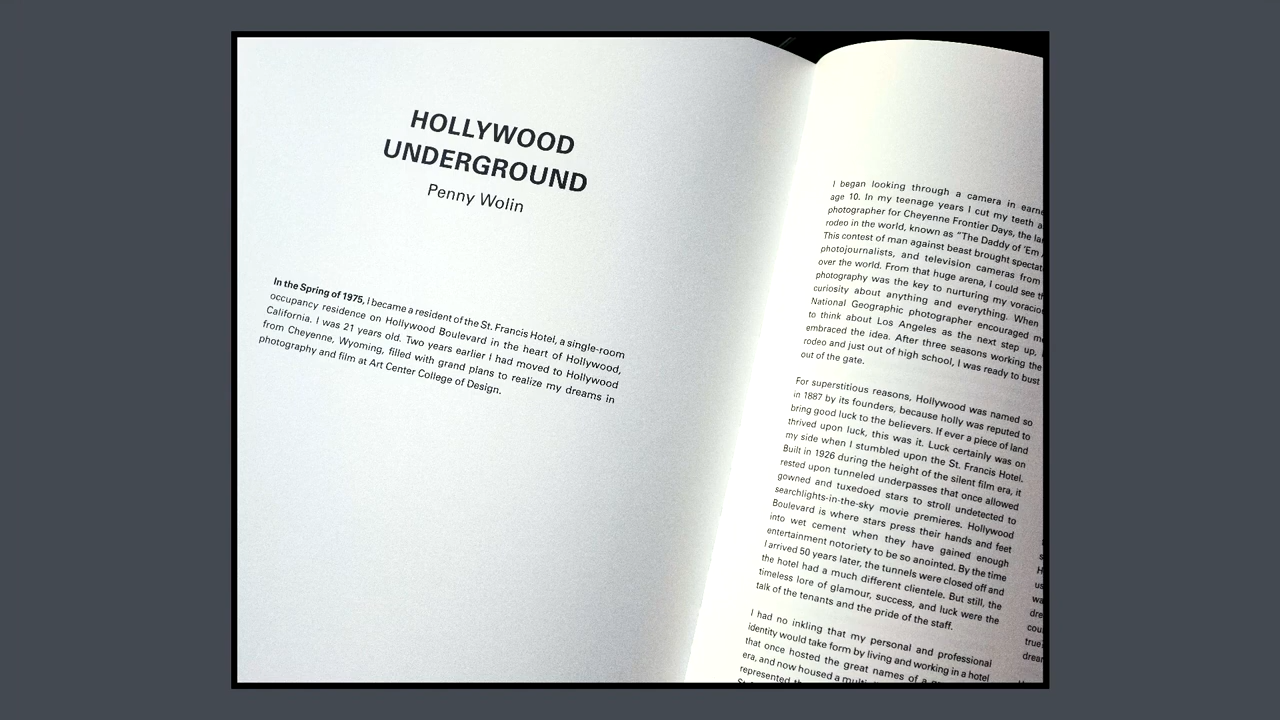 HOLLYWOOD
UNDERGROUND
Penny Wolin
In the Spring of 1975, I became a resident of the St. Francis Hotel, a single-room
occupancy residence on Hollywood Boulevard in the heart of Hollywood,
California. I was 21 years old. Two years earlier I had moved to Hollywood
from Cheyenne, Wyoming, filled with grand plans to realize my dreams in
photography and film at Art Center College of Design.
I began looking through a camera in
age 10. In my teenage years I cut my teeth
photographer for Cheyenne Frontier Days, the
rodeo in the world, known as "The Daddy of 'Em
This contest of man against beast brought
photojournalists, and television cameras from
over the world. From that huge arena, I could see
photography was the key to nurturing my
curiosity about anything and everything. When
National Geographic photographer encouraged
to think about Los Angeles as the next step up,
embraced the idea. After three seasons working the
rodeo and just out of high school, I was ready to bust
out of the gate.
For superstitious reasons, Hollywood was named so
in 1887 by its founders, because holly was reputed to
bring good luck to the believers. If ever a piece of land
thrived upon luck, this was it. Luck certainly was on
my side when I stumbled upon the St. Francis Hotel.
Built in 1926 during the height of the silent film era, it
rested upon tunneled underpasses that once allowed
gowned and tuxedoed stars to stroll undetected to
searchlights-in-the-sky movie premieres. Hollywood
Boulevard is where stars press their hands and feet
into wet cement when they have gained enough
entertainment notoriety to be so anointed. By the time
I arrived 50 years later, the tunnels were closed off and
the hotel had a much different clientele. But still, the
timeless lore of glamour, success, and luck were the
talk of the tenants and the pride of the staff.
I had no inkling that my personal and professional
identity would take form by living and working in a hotel
that once hosted the great names of a
era, and now housed a
represented